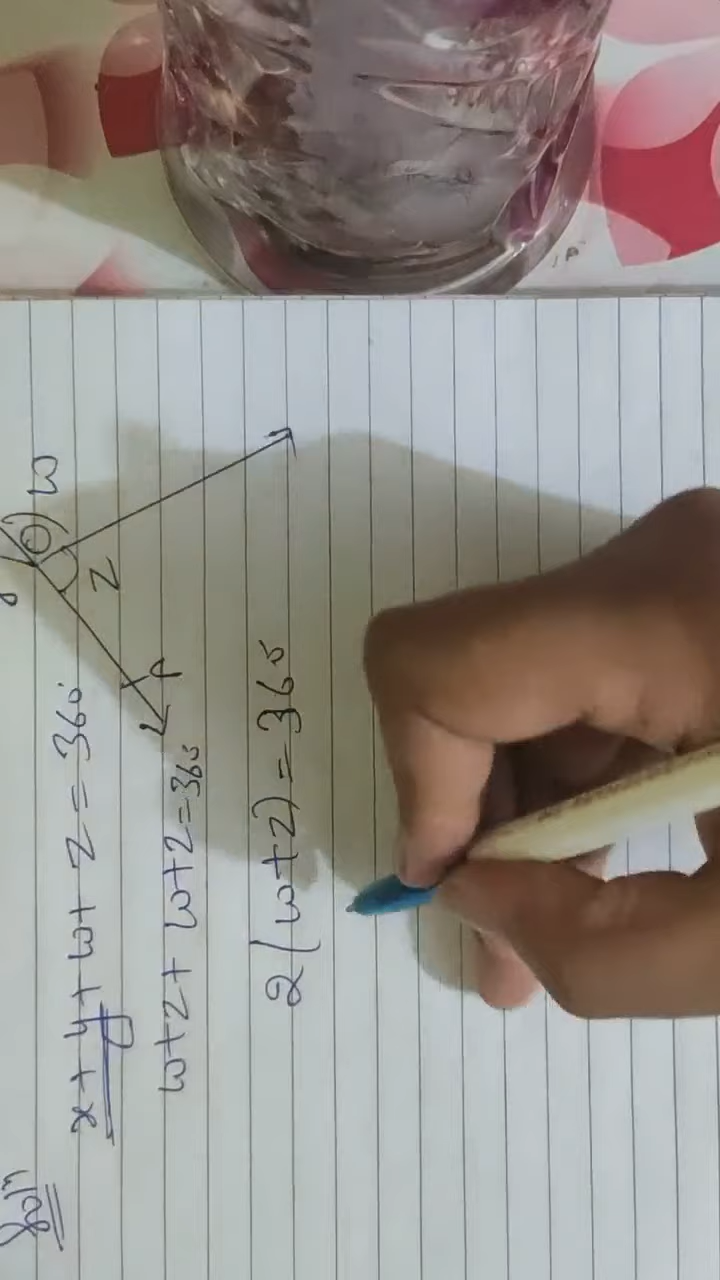 Soln
x + y + w + z = 360°
w+z + w+z = 360
2(w+z) = 360
O
w
z
A